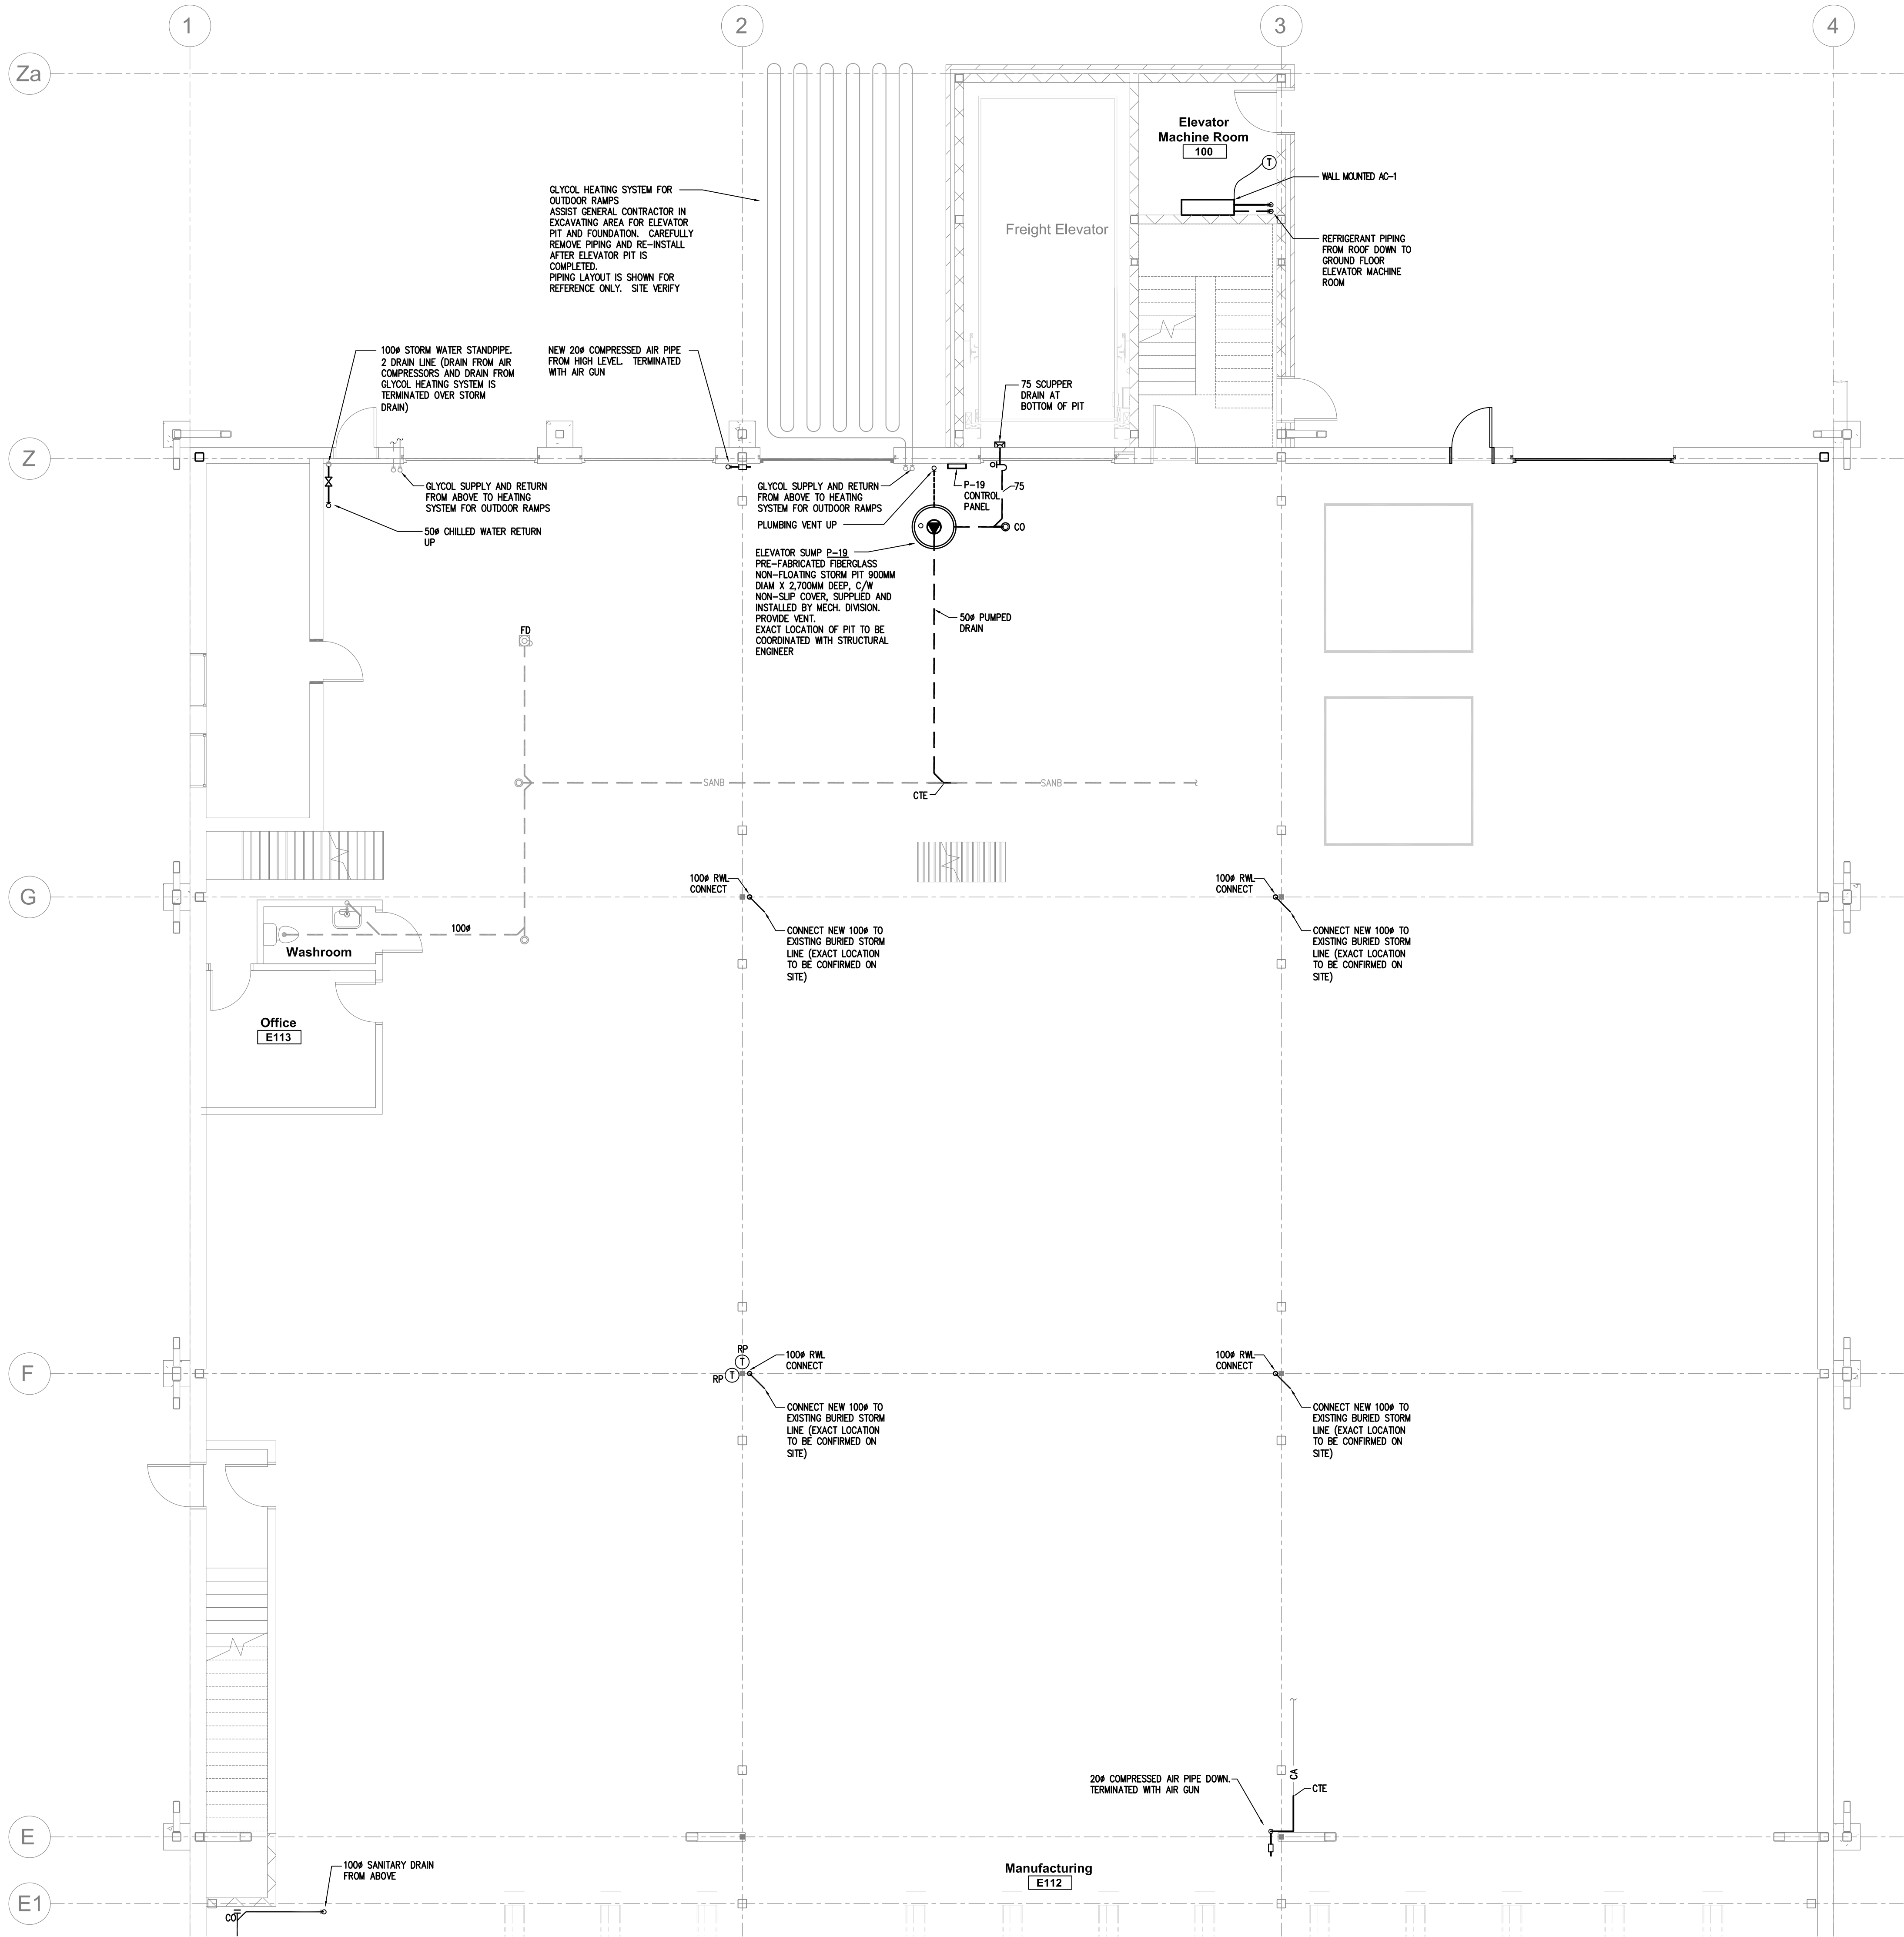 1
2
3
4
Za
Elevator
Machine Room
100
T
WALL MOUNTED AC-1
GLYCOL HEATING SYSTEM FOR
OUTDOOR RAMPS
ASSIST GENERAL CONTRACTOR IN
EXCAVATING AREA FOR ELEVATOR
PIT AND FOUNDATION. CAREFULLY
REMOVE PIPING AND RE-INSTALL
AFTER ELEVATOR PIT IS
COMPLETED.
PIPING LAYOUT IS SHOWN FOR
REFERENCE ONLY. SITE VERIFY
Freight Elevator
REFRIGERANT PIPING
FROM ROOF DOWN TO
GROUND FLOOR
ELEVATOR MACHINE
ROOM
100ø STORM WATER STANDPIPE.
2 DRAIN LINE (DRAIN FROM AIR
COMPRESSORS AND DRAIN FROM
GLYCOL HEATING SYSTEM IS
TERMINATED OVER STORM
DRAIN)
NEW 20ø COMPRESSED AIR PIPE
FROM HIGH LEVEL. TERMINATED
WITH AIR GUN
75 SCUPPER
DRAIN AT
BOTTOM OF PIT
Z
GLYCOL SUPPLY AND RETURN
FROM ABOVE TO HEATING
SYSTEM FOR OUTDOOR RAMPS
50ø CHILLED WATER RETURN
UP
GLYCOL SUPPLY AND RETURN
FROM ABOVE TO HEATING
SYSTEM FOR OUTDOOR RAMPS
PLUMBING VENT UP
P-19
CONTROL
PANEL
75
CO
ELEVATOR SUMP P-19
PRE-FABRICATED FIBERGLASS
NON-FLOATING STORM PIT 900MM
DIAM X 2,700MM DEEP, C/W
NON-SLIP COVER, SUPPLIED AND
INSTALLED BY MECH. DIVISION.
PROVIDE VENT.
EXACT LOCATION OF PIT TO BE
COORDINATED WITH STRUCTURAL
ENGINEER
50ø PUMPED
DRAIN
FD
SANB
SANB
CTE
G
100ø RWL
CONNECT
100ø RWL
CONNECT
100ø
Washroom
CONNECT NEW 100ø TO
EXISTING BURIED STORM
LINE (EXACT LOCATION
TO BE CONFIRMED ON
SITE)
CONNECT NEW 100ø TO
EXISTING BURIED STORM
LINE (EXACT LOCATION
TO BE CONFIRMED ON
SITE)
Office
E113
F
RP
T
RP T
100ø RWL
CONNECT
100ø RWL
CONNECT
CONNECT NEW 100ø TO
EXISTING BURIED STORM
LINE (EXACT LOCATION
TO BE CONFIRMED ON
SITE)
CONNECT NEW 100ø TO
EXISTING BURIED STORM
LINE (EXACT LOCATION
TO BE CONFIRMED ON
SITE)
20ø COMPRESSED AIR PIPE DOWN.
TERMINATED WITH AIR GUN
CA
CTE
E
100ø SANITARY DRAIN
FROM ABOVE
Manufacturing
E112
E1
CO